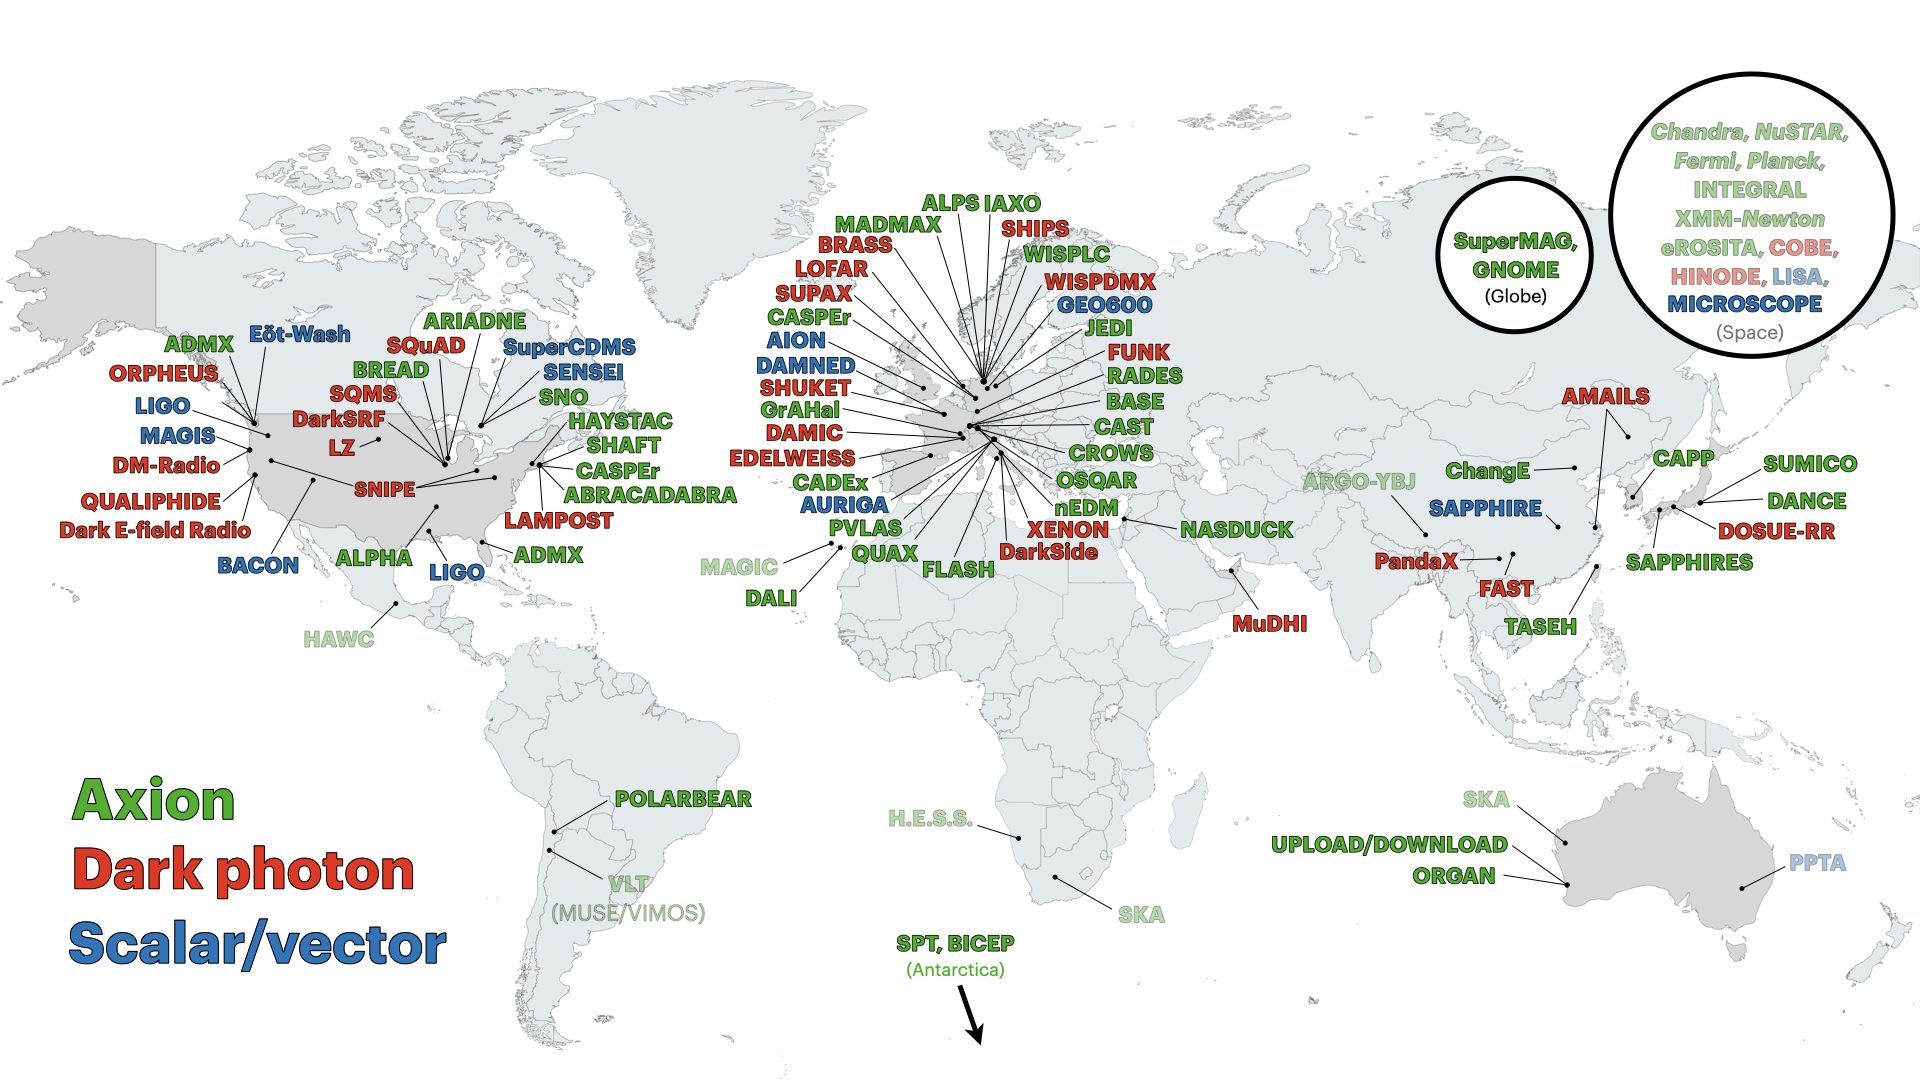 Chandra, NuSTAR,
Fermi, Planck,
INTEGRAL
XMM-Newton
eROSITA, COBE,
HINODE, LISA,
MICROSCOPE
(Space)
SuperMAG,
GNOME
(Globe)
ALPS IAXO
MADMAX
SHIPS
BRASS
WISPLC
LOFAR
WISPDMX
SUPAX
GEO600
CASPEr
JEDI
AION
FUNK
DAMNED
RADES
SHUKET
BASE
GrAHal
CAST
DAMIC
CROWS
EDELWEISS
OSQAR
CADEx
nEDM
AURIGA
XENON
PVLAS
DarkSide
QUAX
FLASH
MAGIC
DALI
NASDUCK
MuDHI
ADMX
Eöt-Wash
ORPHEUS
LIGO
MAGIS
DM-Radio
QUALIPHIDE
Dark E-field Radio
BACON
ARIADNE
SQuAD
BREAD
SQMS
DarkSRF
LZ
SNIPE
SuperCDMS
SENSEI
SNO
HAYSTAC
SHAFT
CASPEr
ABRACADABRA
LAMPOST
ADMX
ALPHA
LIGO
HAWC
AMAILS
ChangE
CAPP
SUMICO
ARGO-YBJ
SAPPHIRE
DANCE
DOSUE-RR
PandaX
SAPPHIRES
FAST
TASEH
POLARBEAR
VLT
(MUSE/VIMOS)
H.E.S.S.
SKA
SKA
UPLOAD/DOWNLOAD
ORGAN
PPTA
SPT, BICEP
(Antarctica)
Axion
Dark photon
Scalar/vector